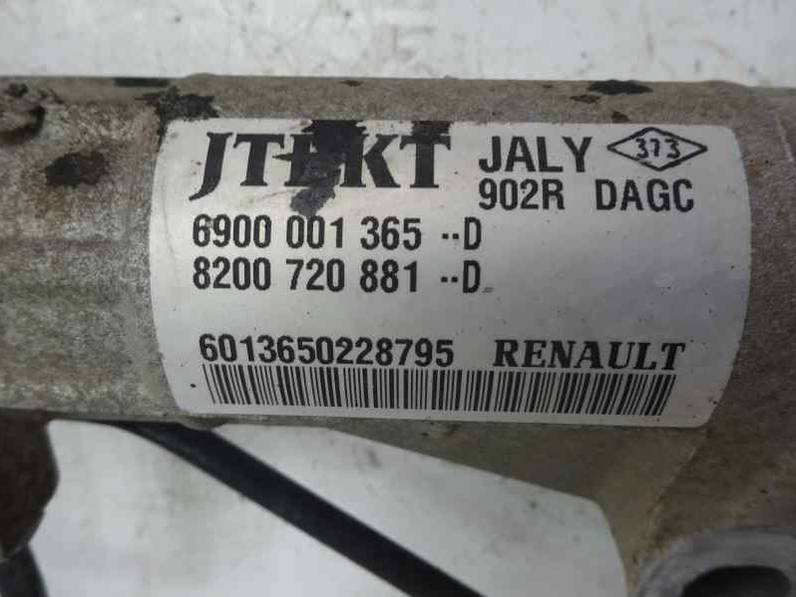 JTEKT JALY 373
902R DAGC
6900 001 365 --D
8200 720 881 --D
6013650228795 RENAULT